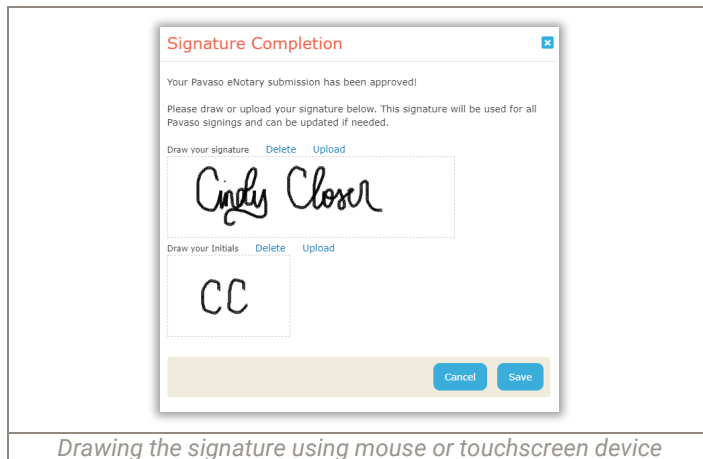 Signature Completion
Your Pavaso eNotary submission has been approved!
Please draw or upload your signature below. This signature will be used for all
Pavaso signings and can be updated if needed.
Draw your signature Delete Upload
Cindy Closer
Draw your Initials Delete Upload
CC
Cancel Save
Drawing the signature using mouse or touchscreen device